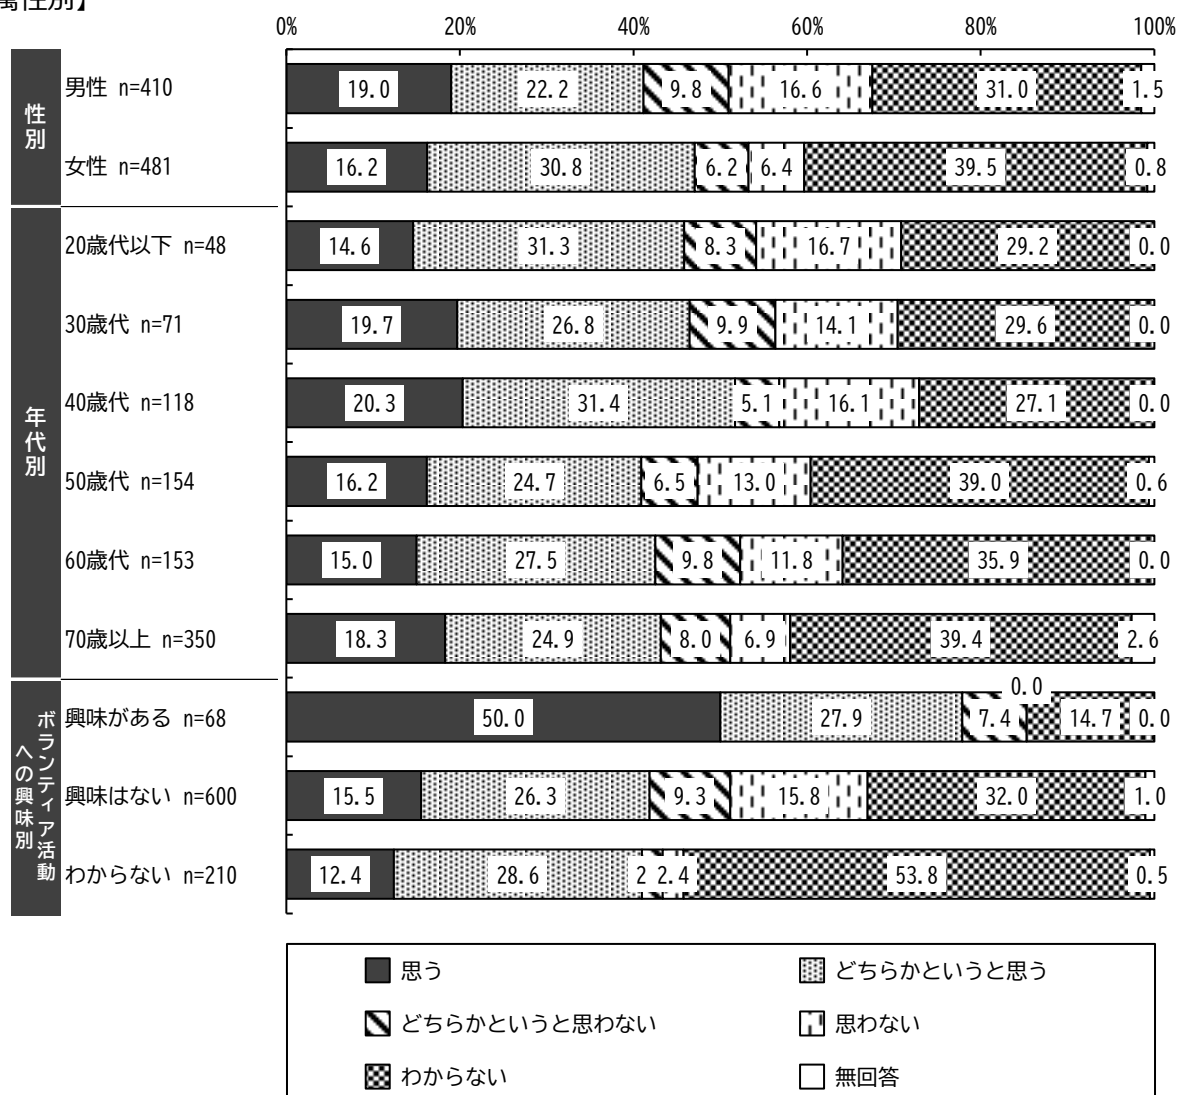 属性別】
0% 20% 40% 60% 80% 100%
性別
男性 n=410 19.0 22.2 9.8 16.6 31.0 1.5
女性 n=481 16.2 30.8 6.2 6.4 39.5 0.8
年代別
20歳代以下 n=48 14.6 31.3 8.3 16.7 29.2 0.0
30歳代 n=71 19.7 26.8 9.9 14.1 29.6 0.0
40歳代 n=118 20.3 31.4 5.1 16.1 27.1 0.0
50歳代 n=154 16.2 24.7 6.5 13.0 39.0 0.6
60歳代 n=153 15.0 27.5 9.8 11.8 35.9 0.0
70歳以上 n=350 18.3 24.9 8.0 6.9 39.4 2.6
ボランティア活動
への興味別
興味がある n=68 50.0 27.9 7.4 0.0 14.7 0.0
興味はない n=600 15.5 26.3 9.3 15.8 32.0 1.0
わからない n=210 12.4 28.6 2 2.4 53.8 0.5
思う どちらかというと思う
どちらかというと思わない 思わない
わからない 無回答